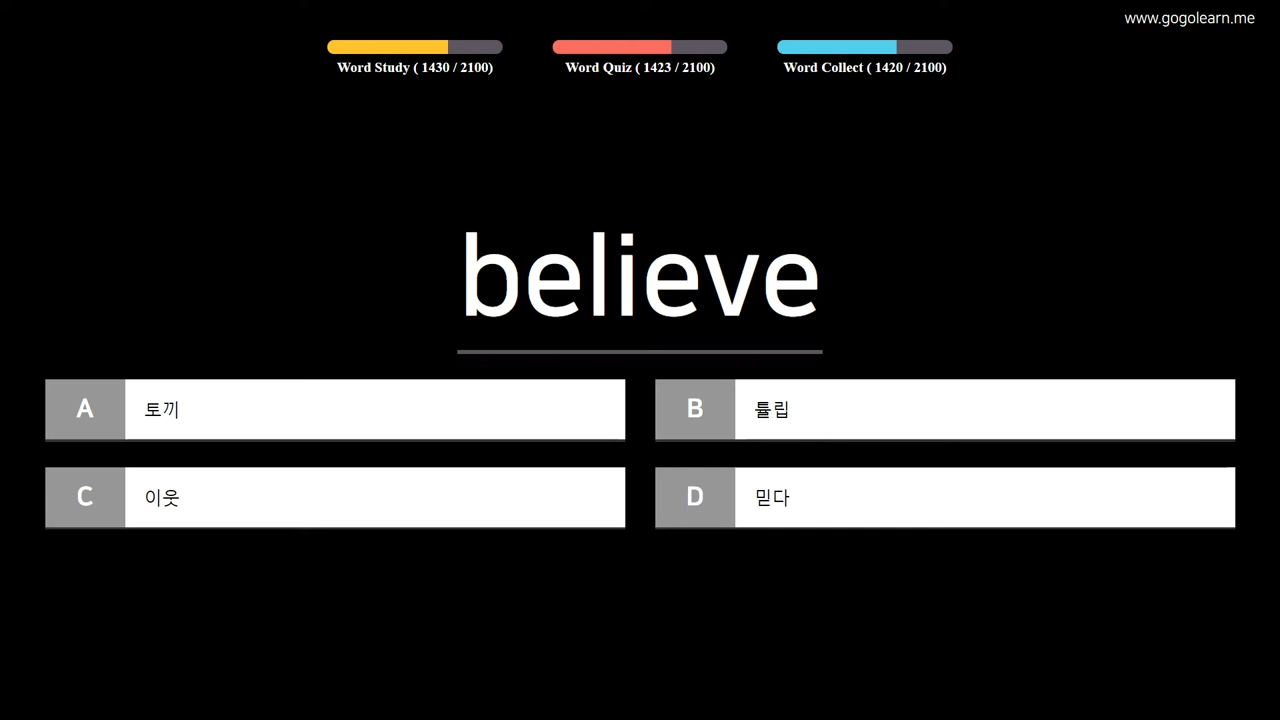 www.gogolearn.me
Word Study ( 1430 / 2100)
Word Quiz ( 1423 / 2100)
Word Collect ( 1420 / 2100)
believe
A 토끼
B 튤립
C 이웃
D 믿다